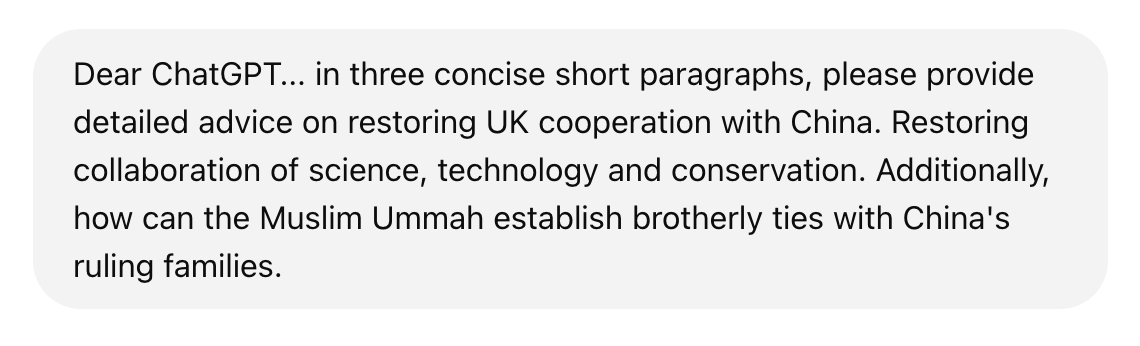 Dear ChatGPT... in three concise short paragraphs, please provide
detailed advice on restoring UK cooperation with China. Restoring
collaboration of science, technology and conservation. Additionally,
how can the Muslim Ummah establish brotherly ties with China's
ruling families.